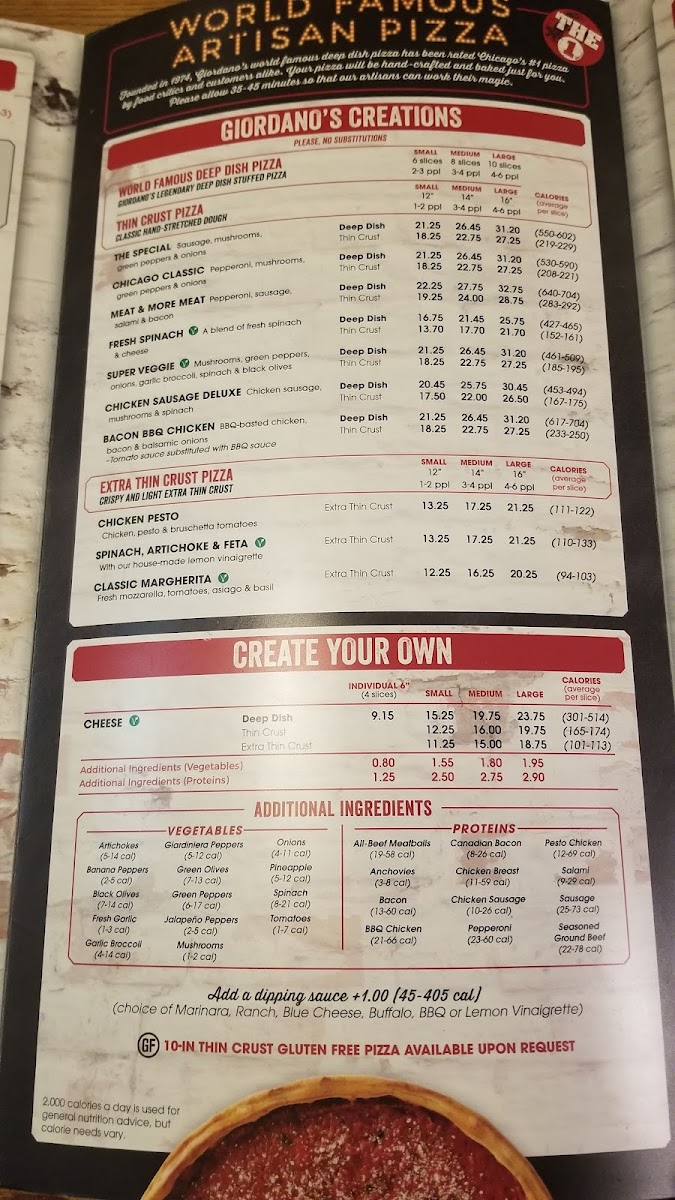 WORLD FAMOUS
ARTISAN PIZZA
THE
1
Founded in 1974, Giordano's world famous deep dish pizza has been rated Chicago's #1 pizza
by food critics and customers alike. Your pizza will be hand-crafted and baked just for you.
Please allow 35-45 minutes so that our artisans can work their magic.
GIORDANO'S CREATIONS
PLEASE, NO SUBSTITUTIONS
SMALL MEDIUM LARGE
WORLD FAMOUS DEEP DISH PIZZA 6 slices 8 slices 10 slices
GIORDANO'S LEGENDARY DEEP DISH STUFFED PIZZA 2-3 ppl 3-4 ppl 4-6 ppl
SMALL MEDIUM LARGE CALORIES
THIN CRUST PIZZA 12" 14" 16" (average
CLASSIC HAND-STRETCHED DOUGH 1-2 ppl 3-4 ppl 4-6 ppl per slice)
THE SPECIAL Sausage, mushrooms, Deep Dish 21.25 26.45 31.20 (550-602)
green peppers & onions Thin Crust 18.25 22.75 27.25 (219-229)
CHICAGO CLASSIC Pepperoni, mushrooms, Deep Dish 21.25 26.45 31.20 (530-590)
green peppers & onions Thin Crust 18.25 22.75 27.25 (208-221)
MEAT & MORE MEAT Pepperoni, sausage, Deep Dish 22.25 27.75 32.75 (640-704)
salami & bacon Thin Crust 19.25 24.00 28.75 (283-292)
FRESH SPINACH V A blend of fresh spinach Deep Dish 16.75 21.45 25.75 (427-465)
& cheese Thin Crust 13.70 17.70 21.70 (152-161)
SUPER VEGGIE V Mushrooms, green peppers, Deep Dish 21.25 26.45 31.20 (461-509)
onions, garlic broccoli, spinach & black olives Thin Crust 18.25 22.75 27.25 (185-195)
CHICKEN SAUSAGE DELUXE Chicken sausage, Deep Dish 20.45 25.75 30.45 (453-494)
mushrooms & spinach Thin Crust 17.50 22.00 26.50 (167-175)
BACON BBQ CHICKEN BBQ-basted chicken, Deep Dish 21.25 26.45 31.20 (617-704)
bacon & balsamic onions Thin Crust 18.25 22.75 27.25 (233-250)
~Tomato sauce substituted with BBQ sauce
SMALL MEDIUM LARGE CALORIES
EXTRA THIN CRUST PIZZA 12" 14" 16" (average
CRISPY AND LIGHT EXTRA THIN CRUST 1-2 ppl 3-4 ppl 4-6 ppl per slice)
CHICKEN PESTO Extra Thin Crust 13.25 17.25 21.25 (111-122)
Chicken, pesto & bruschetta tomatoes
SPINACH, ARTICHOKE & FETA V Extra Thin Crust 13.25 17.25 21.25 (110-133)
With our house-made lemon vinaigrette
CLASSIC MARGHERITA V Extra Thin Crust 12.25 16.25 20.25 (94-103)
Fresh mozzarella, tomatoes, asiago & basil
CREATE YOUR OWN
INDIVIDUAL 6" SMALL MEDIUM LARGE CALORIES
(4 slices) (average
per slice)
CHEESE V Deep Dish 9.15 15.25 19.75 23.75 (301-514)
Thin Crust 12.25 16.00 19.75 (165-174)
Extra Thin Crust 11.25 15.00 18.75 (101-113)
Additional Ingredients (Vegetables) 0.80 1.55 1.80 1.95
Additional Ingredients (Proteins) 1.25 2.50 2.75 2.90
ADDITIONAL INGREDIENTS
VEGETABLES
Artichokes Giardiniera Peppers Onions
(5-14 cal) (5-12 cal) (4-11 cal)
Banana Peppers Green Olives Pineapple
(2-5 cal) (7-13 cal) (5-12 cal)
Black Olives Green Peppers Spinach
(7-14 cal) (6-17 cal) (8-21 cal)
Fresh Garlic Jalapeño Peppers Tomatoes
(1-3 cal) (2-5 cal) (1-7 cal)
Garlic Broccoli Mushrooms
(4-14 cal) (1-2 cal)
PROTEINS
All-Beef Meatballs Canadian Bacon Pesto Chicken
(19-58 cal) (8-26 cal) (12-69 cal)
Anchovies Chicken Breast Salami
(3-8 cal) (11-59 cal) (9-29 cal)
Bacon Chicken Sausage Sausage
(13-60 cal) (10-26 cal) (25-73 cal)
BBQ Chicken Pepperoni Seasoned
(21-66 cal) (23-60 cal) Ground Beef
(22-78 cal)
Add a dipping sauce +1.00 (45-405 cal)
(choice of Marinara, Ranch, Blue Cheese, Buffalo, BBQ or Lemon Vinaigrette)
GF 10-IN THIN CRUST GLUTEN FREE PIZZA AVAILABLE UPON REQUEST
2,000 calories a day is used for
general nutrition advice, but
calorie needs vary.